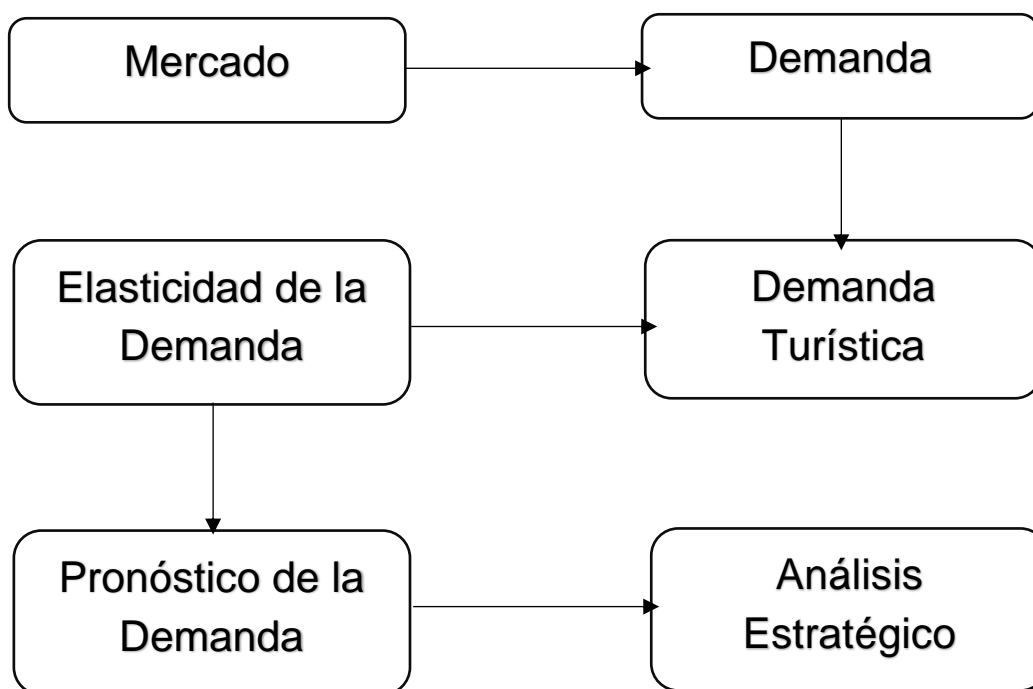 Mercado
Demanda
Elasticidad de la
Demanda
Demanda
Turística
Pronóstico de la
Demanda
Análisis
Estratégico